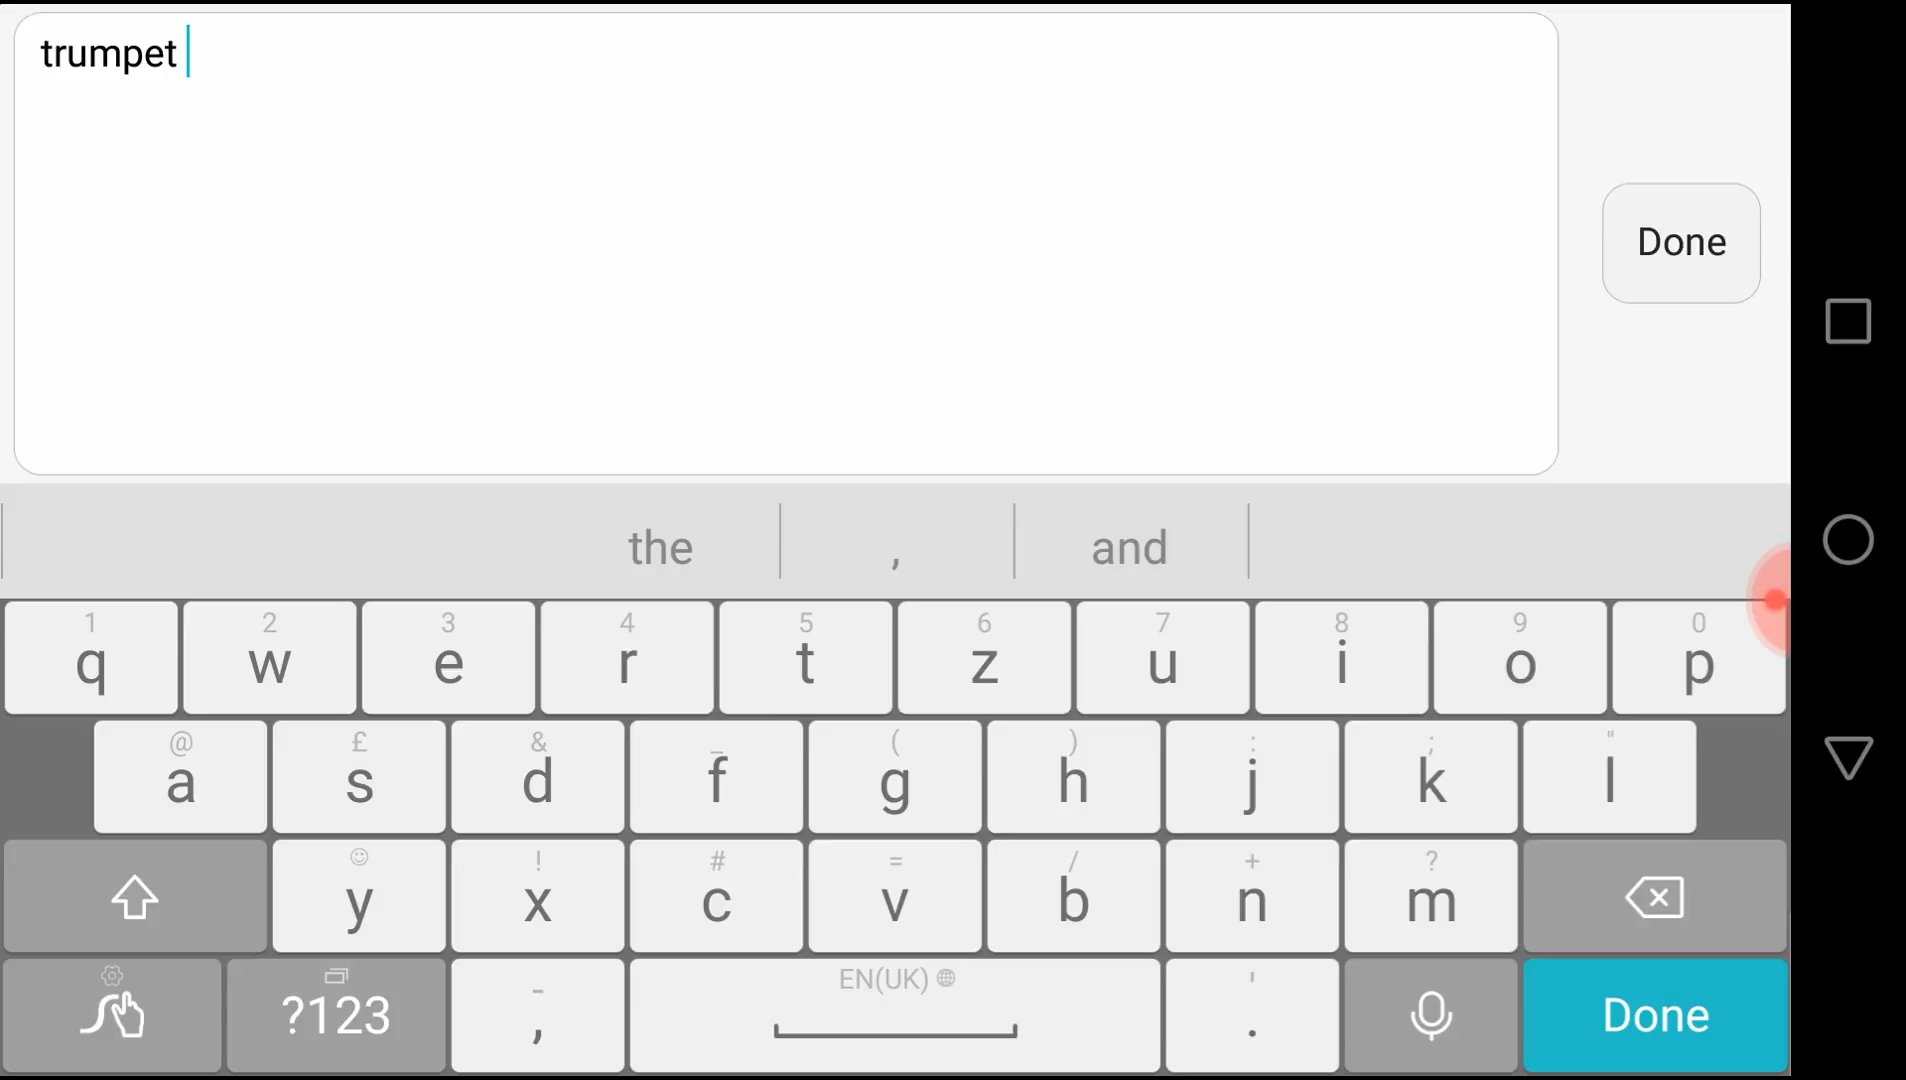 trumpet
Done
the , and
1 2 3 4 5 6 7 8 9 0
q w e r t z u i o p
@ £ & _ ( ) : ; "
a s d f g h j k l
! # = / + ?
y x c v b n m
EN(UK)
- '
?123 , . Done